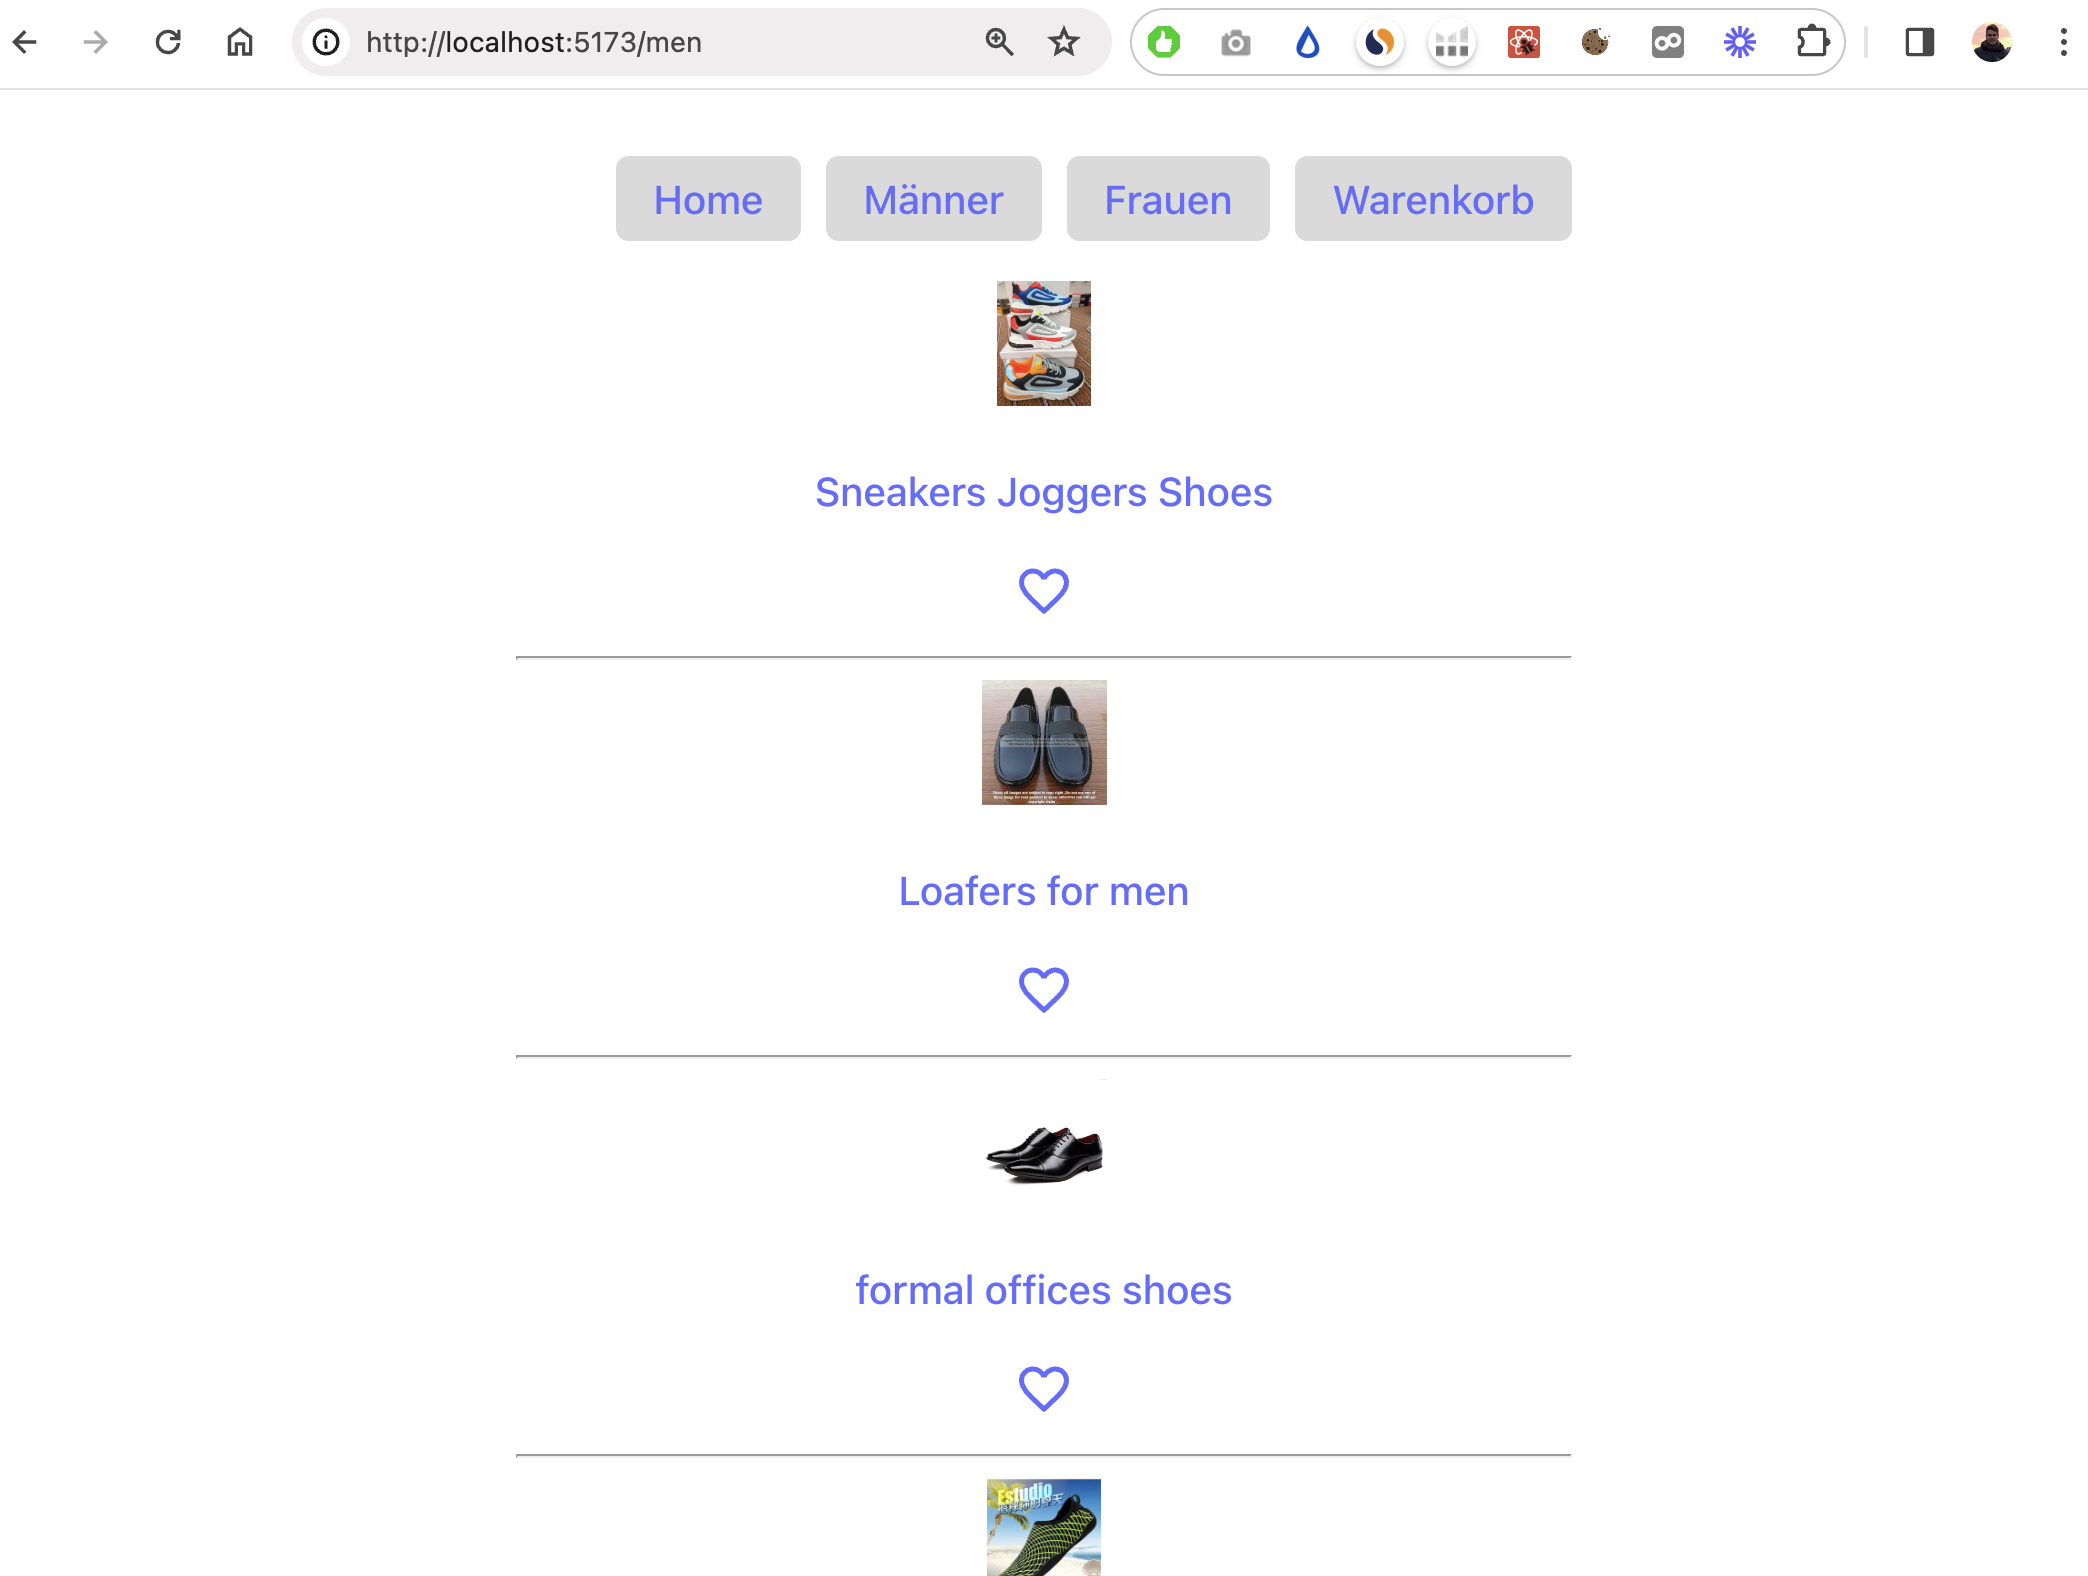 http://localhost:5173/men
Home Männer Frauen Warenkorb
Sneakers Joggers Shoes
Loafers for men
formal offices shoes
Estudio